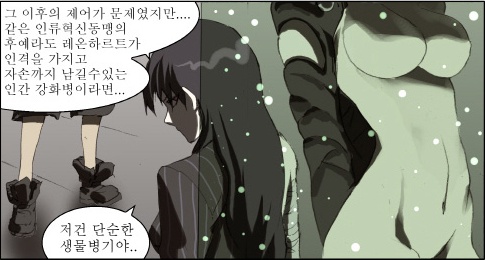 그 이후의 제어가 문제였지만....
같은 인류혁신동맹의
후예라도 레온하르트가
인격을 가지고
자손까지 남길수있는
인간 강화병이라면...
저건 단순한
생물병기야..